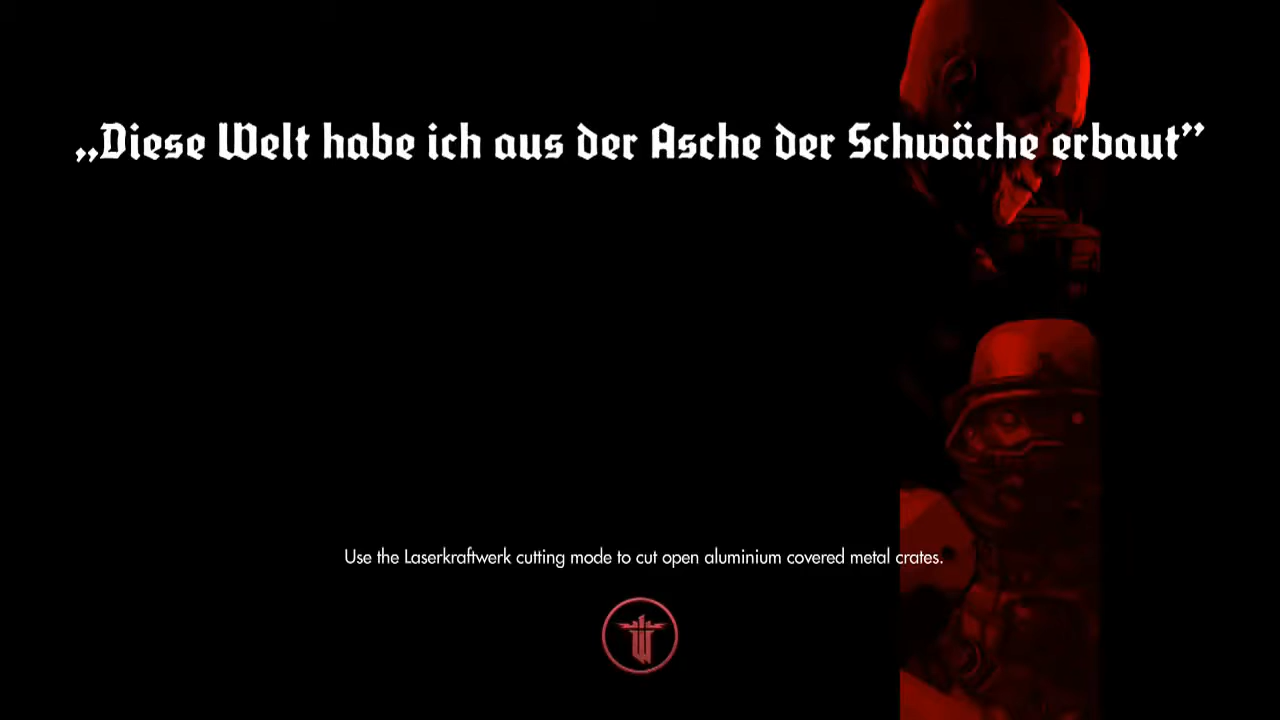 „Diese Welt habe ich aus der Asche der Schwäche erbaut”
Use the Laserkraftwerk cutting mode to cut open aluminium covered metal crates.